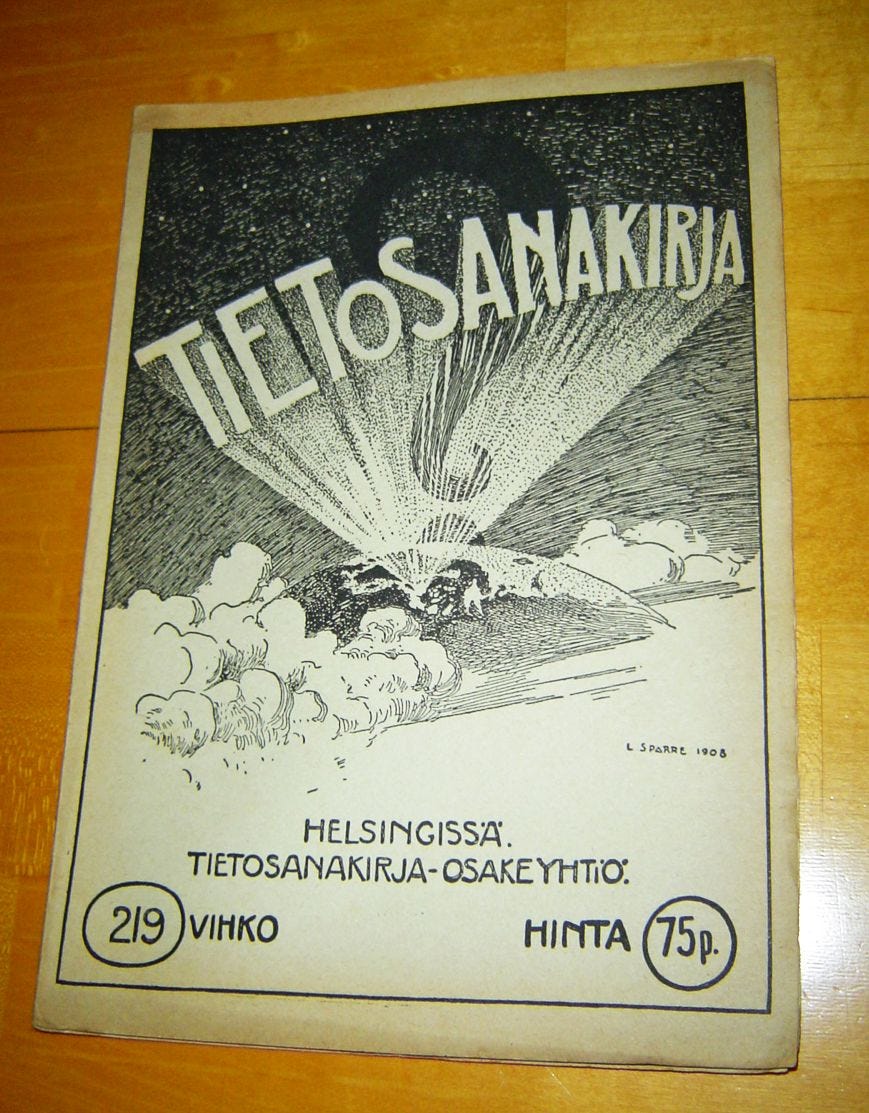 TIETOSANAKIRJA
L SPARRE 1908
HELSINGISSÄ.
TIETOSANAKIRJA-OSAKEYHTIÖ.
219 VIHKO HINTA 75p.